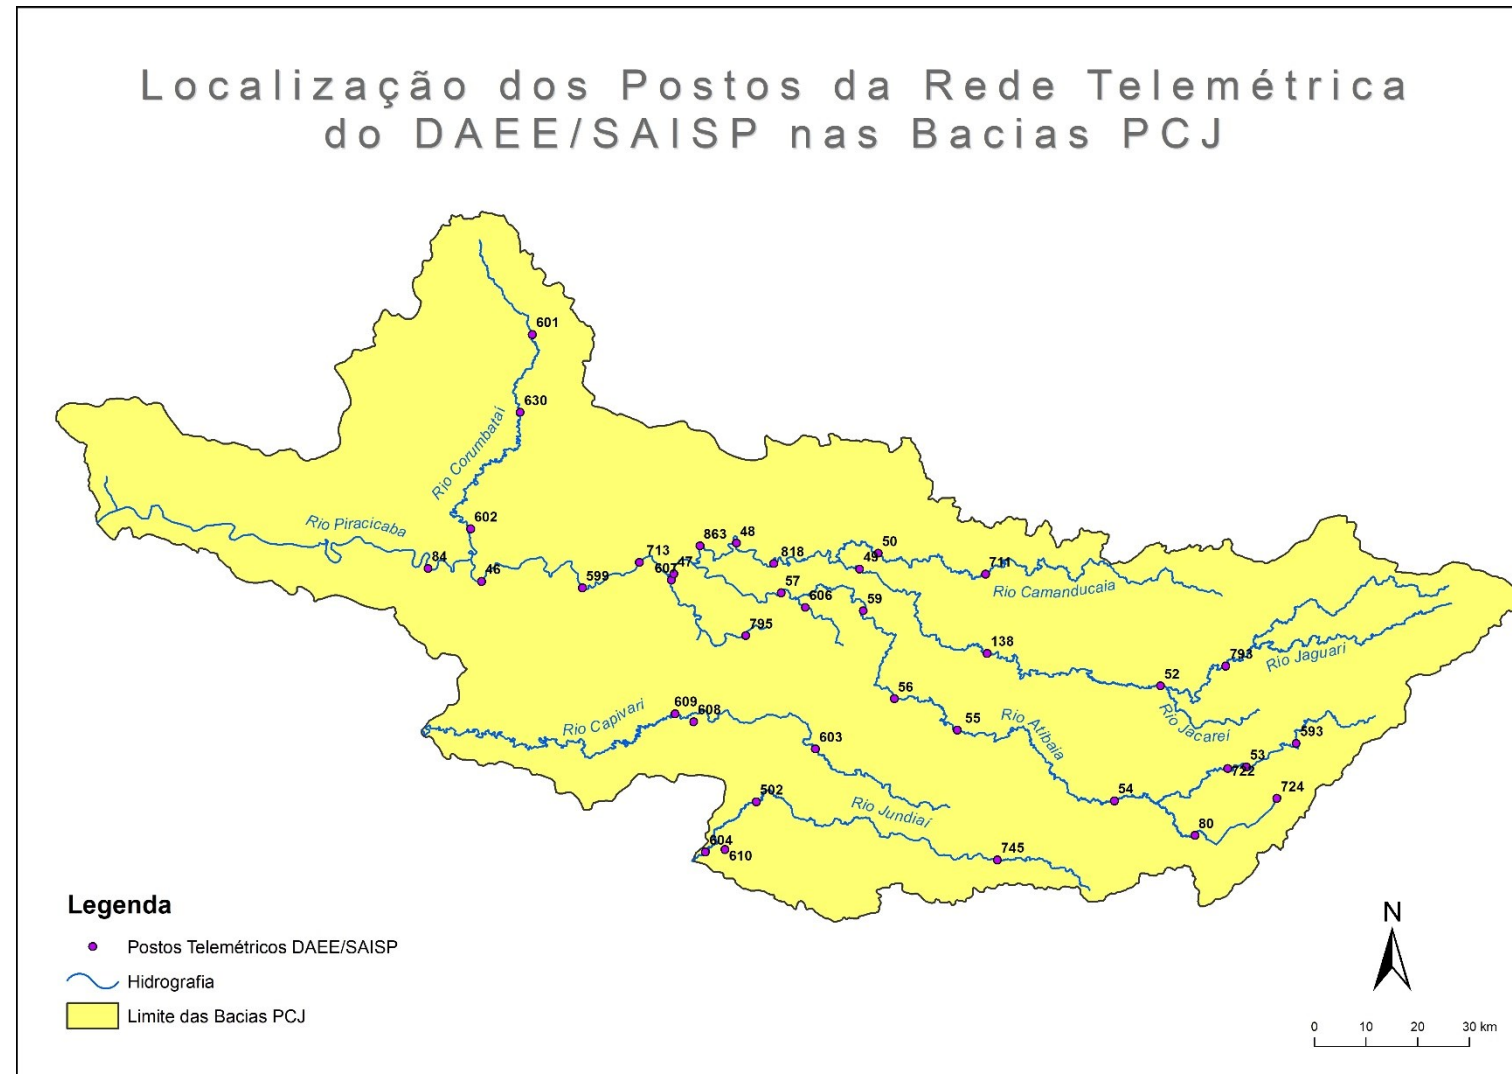 Localização dos Postos da Rede Telemétrica
do DAEE/SAISP nas Bacias PCJ
601
630
Rio Corumbataí
602
Rio Piracicaba
84
46
599
713
607
47
863
48
818
50
49
711
Rio Camanducaia
57
606
59
795
138
793
Rio Jaguari
52
Rio Jacareí
56
55
Rio Atibaia
609
608
Rio Capivari
603
593
53
722
724
54
80
502
Rio Jundiaí
604
610
745
Legenda
Postos Telemétricos DAEE/SAISP
Hidrografia
Limite das Bacias PCJ
N
0 10 20 30 km